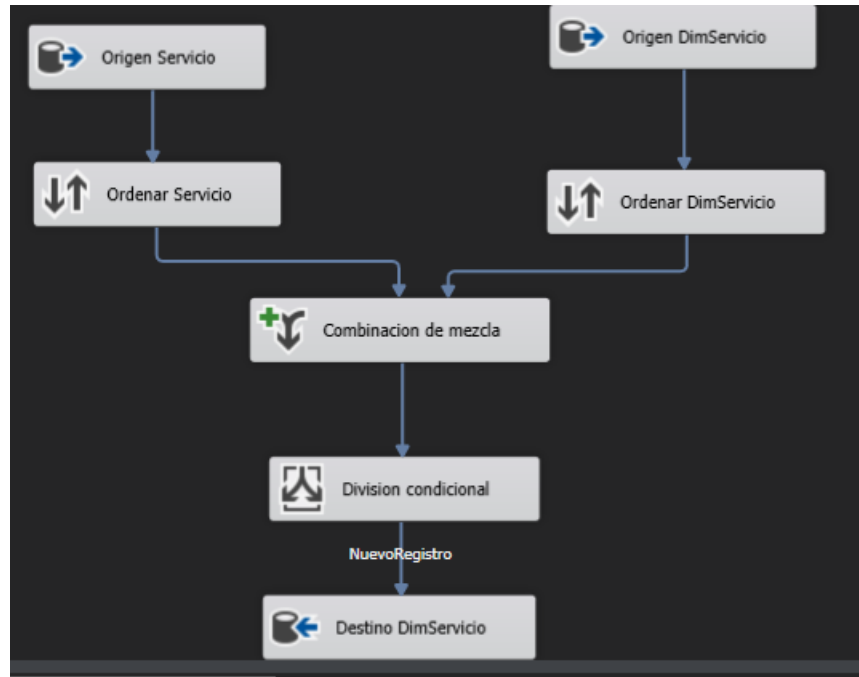 Origen Servicio
Origen DimServicio
Ordenar Servicio
Ordenar DimServicio
Combinacion de mezcla
Division condicional
NuevoRegistro
Destino DimServicio